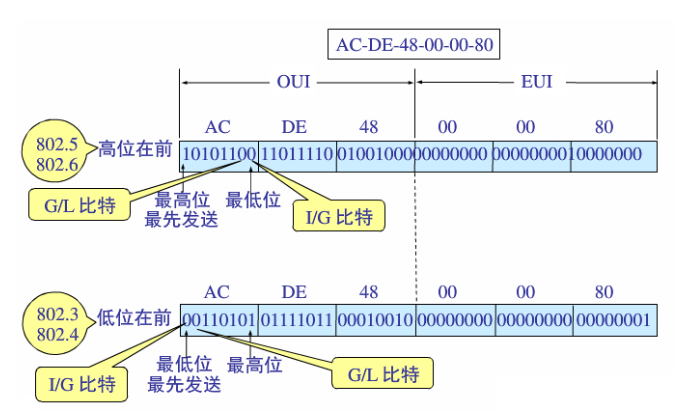 AC-DE-48-00-00-80
OUI EUI
AC DE 48 00 00 80
802.5
802.6
高位在前
10101100 11011110 01001000 00000000 00000000 10000000
G/L 比特
最高位
最先发送
最低位
I/G 比特
AC DE 48 00 00 80
802.3
802.4
低位在前
00110101 01111011 00010010 00000000 00000000 00000001
I/G 比特
最低位
最先发送
最高位
G/L 比特